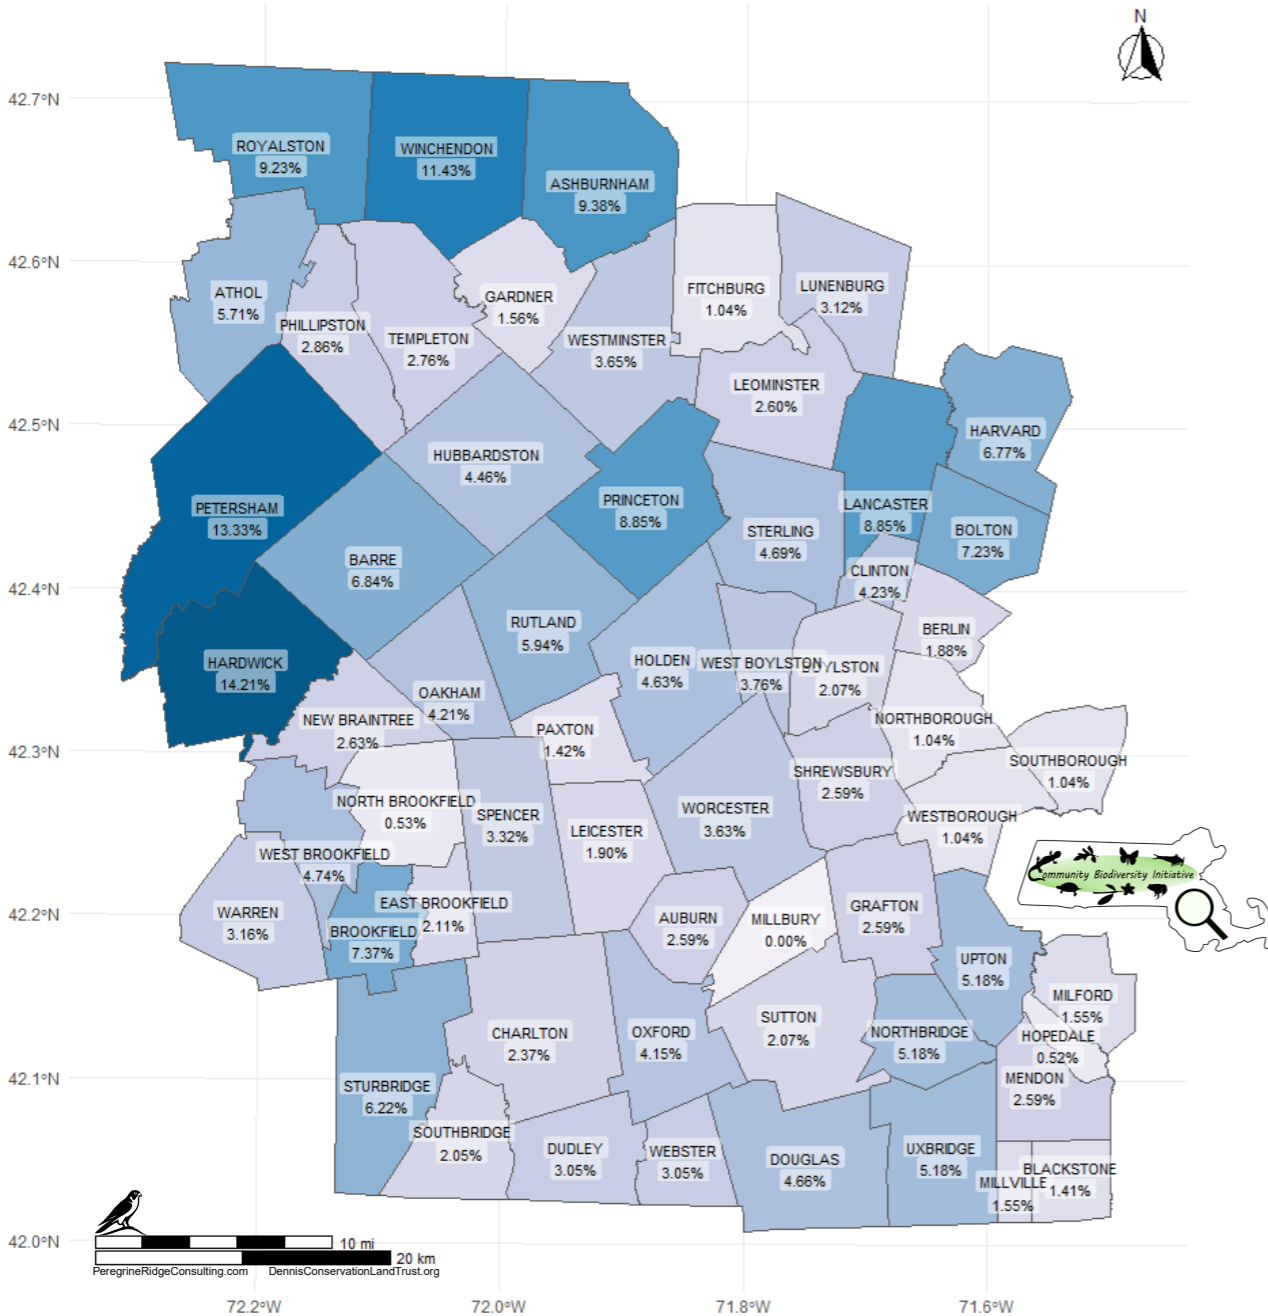 N
42.7°N
ROYALSTON
9.23%
WINCHENDON
11.43%
ASHBURNHAM
9.38%
42.6°N
ATHOL
5.71%
PHILLIPSTON
2.86%
TEMPLETON
2.76%
GARDNER
1.56%
WESTMINSTER
3.65%
FITCHBURG
1.04%
LUNENBURG
3.12%
LEOMINSTER
2.60%
42.5°N
HARVARD
6.77%
HUBBARDSTON
4.46%
PETERSHAM
13.33%
PRINCETON
8.85%
STERLING
4.69%
LANCASTER
8.85%
BOLTON
7.23%
BARRE
6.84%
CLINTON
4.23%
42.4°N
RUTLAND
5.94%
BERLIN
1.88%
HARDWICK
14.21%
HOLDEN
4.63%
WEST BOYLSTON
3.76%
BOYLSTON
2.07%
OAKHAM
4.21%
NEW BRAINTREE
2.63%
PAXTON
1.42%
NORTHBOROUGH
1.04%
42.3°N
SOUTHBOROUGH
1.04%
SHREWSBURY
2.59%
NORTH BROOKFIELD
0.53%
SPENCER
3.32%
WORCESTER
3.63%
WESTBOROUGH
1.04%
LEICESTER
1.90%
WEST BROOKFIELD
4.74%
Community Biodiversity Initiative
42.2°N
WARREN
3.16%
EAST BROOKFIELD
2.11%
BROOKFIELD
7.37%
AUBURN
2.59%
MILLBURY
0.00%
GRAFTON
2.59%
UPTON
5.18%
MILFORD
1.55%
CHARLTON
2.37%
OXFORD
4.15%
SUTTON
2.07%
NORTHBRIDGE
5.18%
HOPEDALE
0.52%
42.1°N
MENDON
2.59%
STURBRIDGE
6.22%
SOUTHBRIDGE
2.05%
DUDLEY
3.05%
WEBSTER
3.05%
DOUGLAS
4.66%
UXBRIDGE
5.18%
MILLVILLE
1.55%
BLACKSTONE
1.41%
42.0°N
10 mi
20 km
PeregrineRidgeConsulting.com DennisConservationLandTrust.org
72.2°W 72.0°W 71.8°W 71.6°W